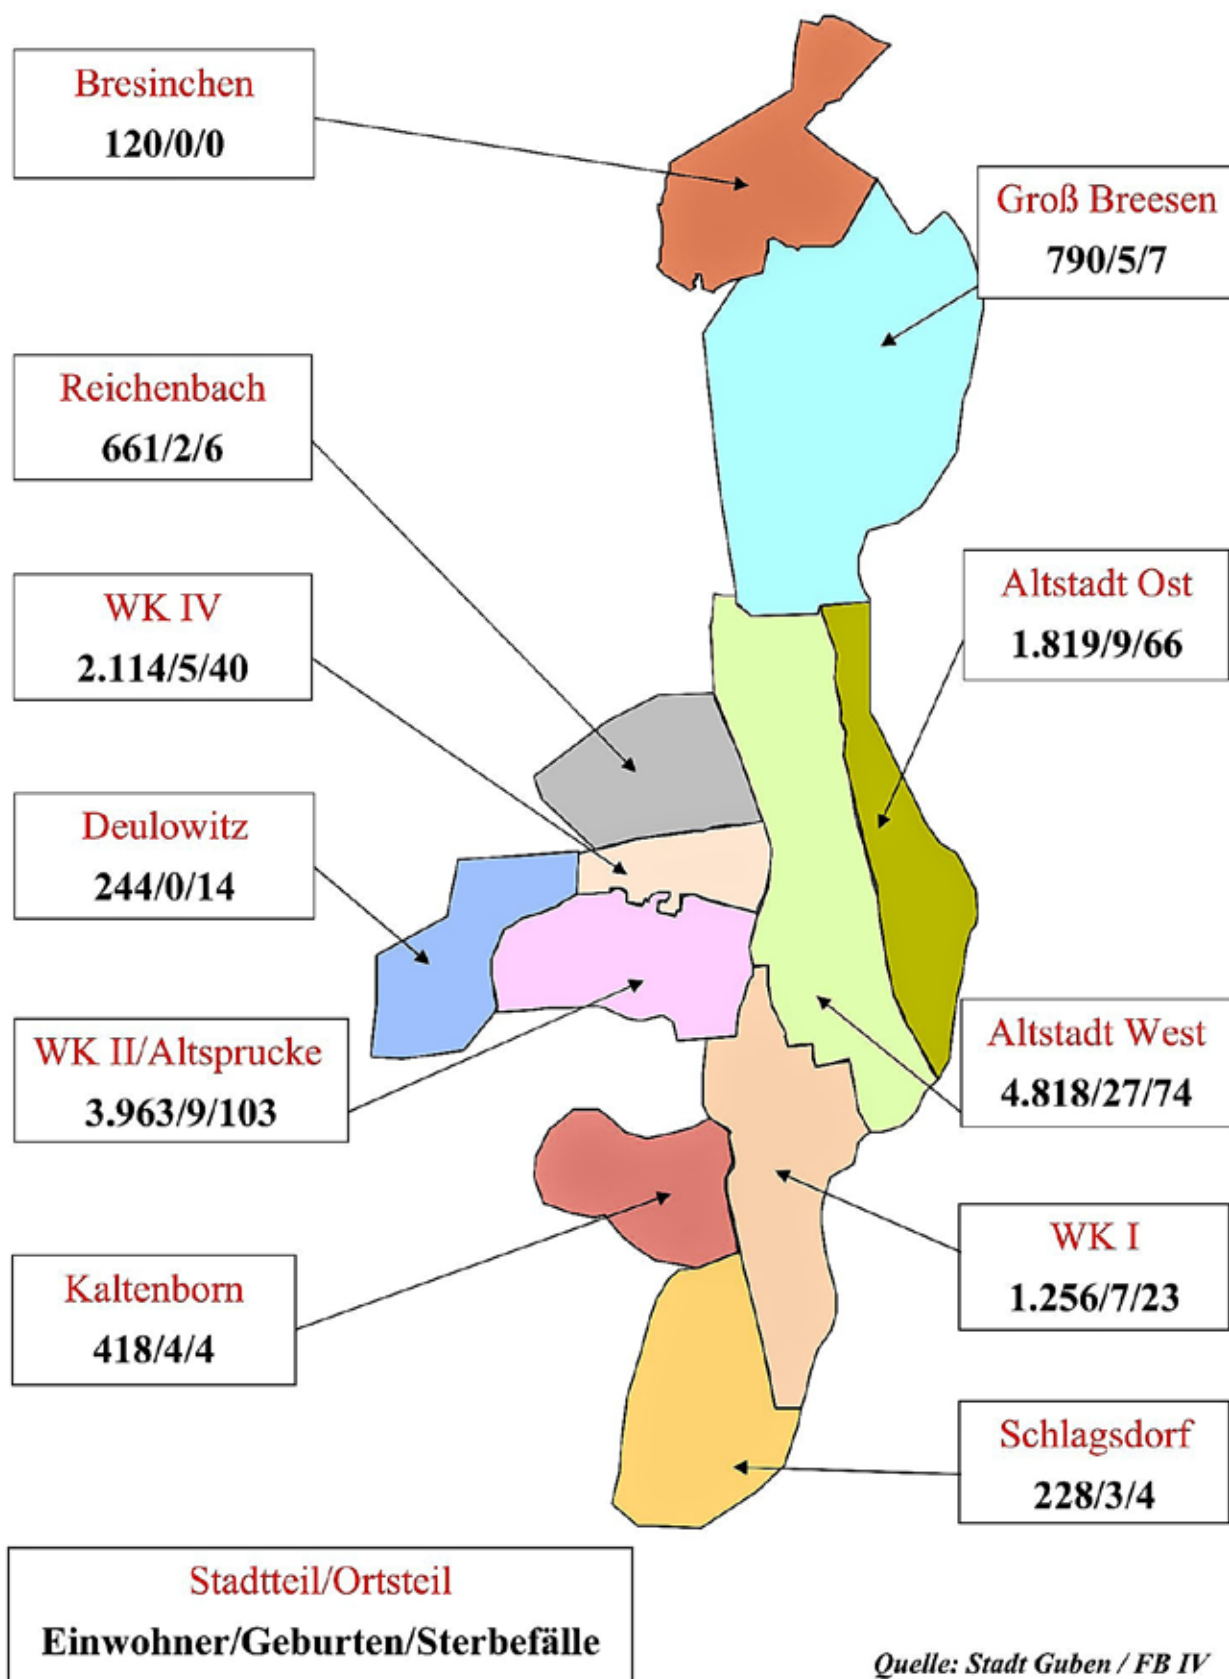 Bresinchen
120/0/0
Groß Breesen
790/5/7
Reichenbach
661/2/6
Altstadt Ost
1.819/9/66
WK IV
2.114/5/40
Deulowitz
244/0/14
Altstadt West
4.818/27/74
WK II/Altsprucke
3.963/9/103
WK I
1.256/7/23
Kaltenborn
418/4/4
Schlagsdorf
228/3/4
Stadtteil/Ortsteil
Einwohner/Geburten/Sterbefälle
Quelle: Stadt Guben / FB IV